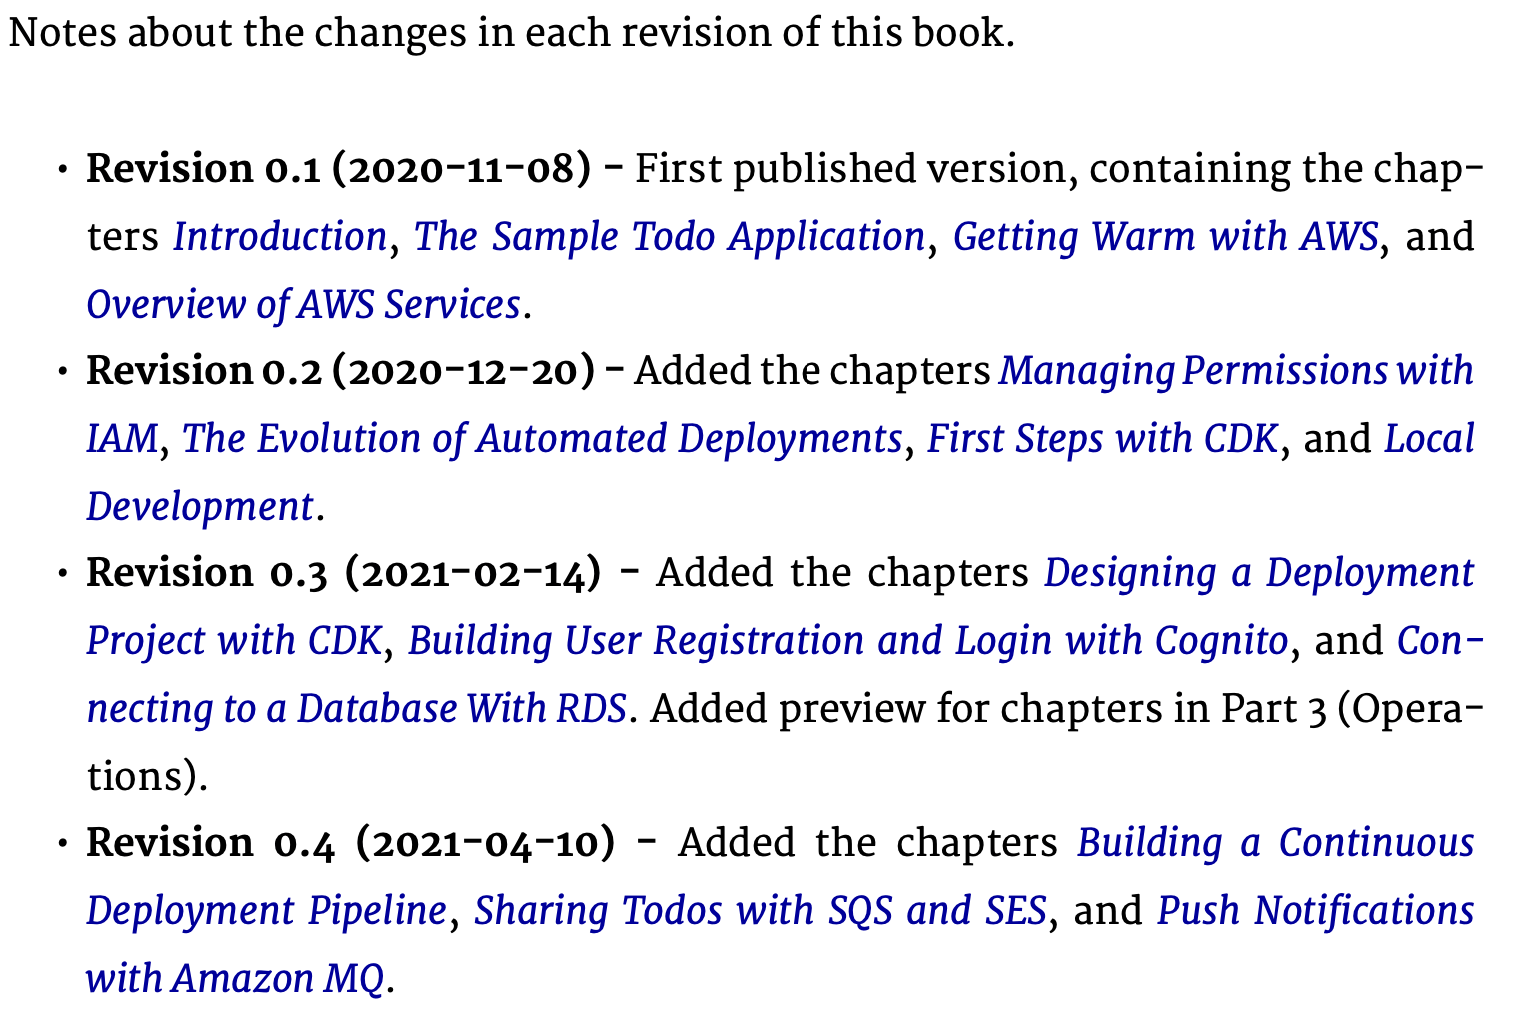 Notes about the changes in each revision of this book.
• Revision 0.1 (2020-11-08) - First published version, containing the chap-
ters Introduction, The Sample Todo Application, Getting Warm with AWS, and
Overview of AWS Services.
• Revision 0.2 (2020-12-20) - Added the chapters Managing Permissions with
IAM, The Evolution of Automated Deployments, First Steps with CDK, and Local
Development.
• Revision 0.3 (2021-02-14) - Added the chapters Designing a Deployment
Project with CDK, Building User Registration and Login with Cognito, and Con-
necting to a Database With RDS. Added preview for chapters in Part 3 (Opera-
tions).
• Revision 0.4 (2021-04-10) - Added the chapters Building a Continuous
Deployment Pipeline, Sharing Todos with SQS and SES, and Push Notifications
with Amazon MQ.